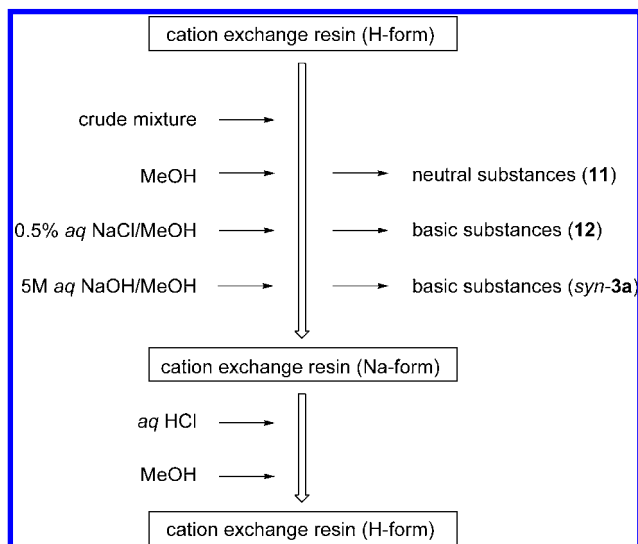 cation exchange resin (H-form)
crude mixture
MeOH
neutral substances (11)
0.5% aq NaCl/MeOH
basic substances (12)
5M aq NaOH/MeOH
basic substances (syn-3a)
cation exchange resin (Na-form)
aq HCl
MeOH
cation exchange resin (H-form)